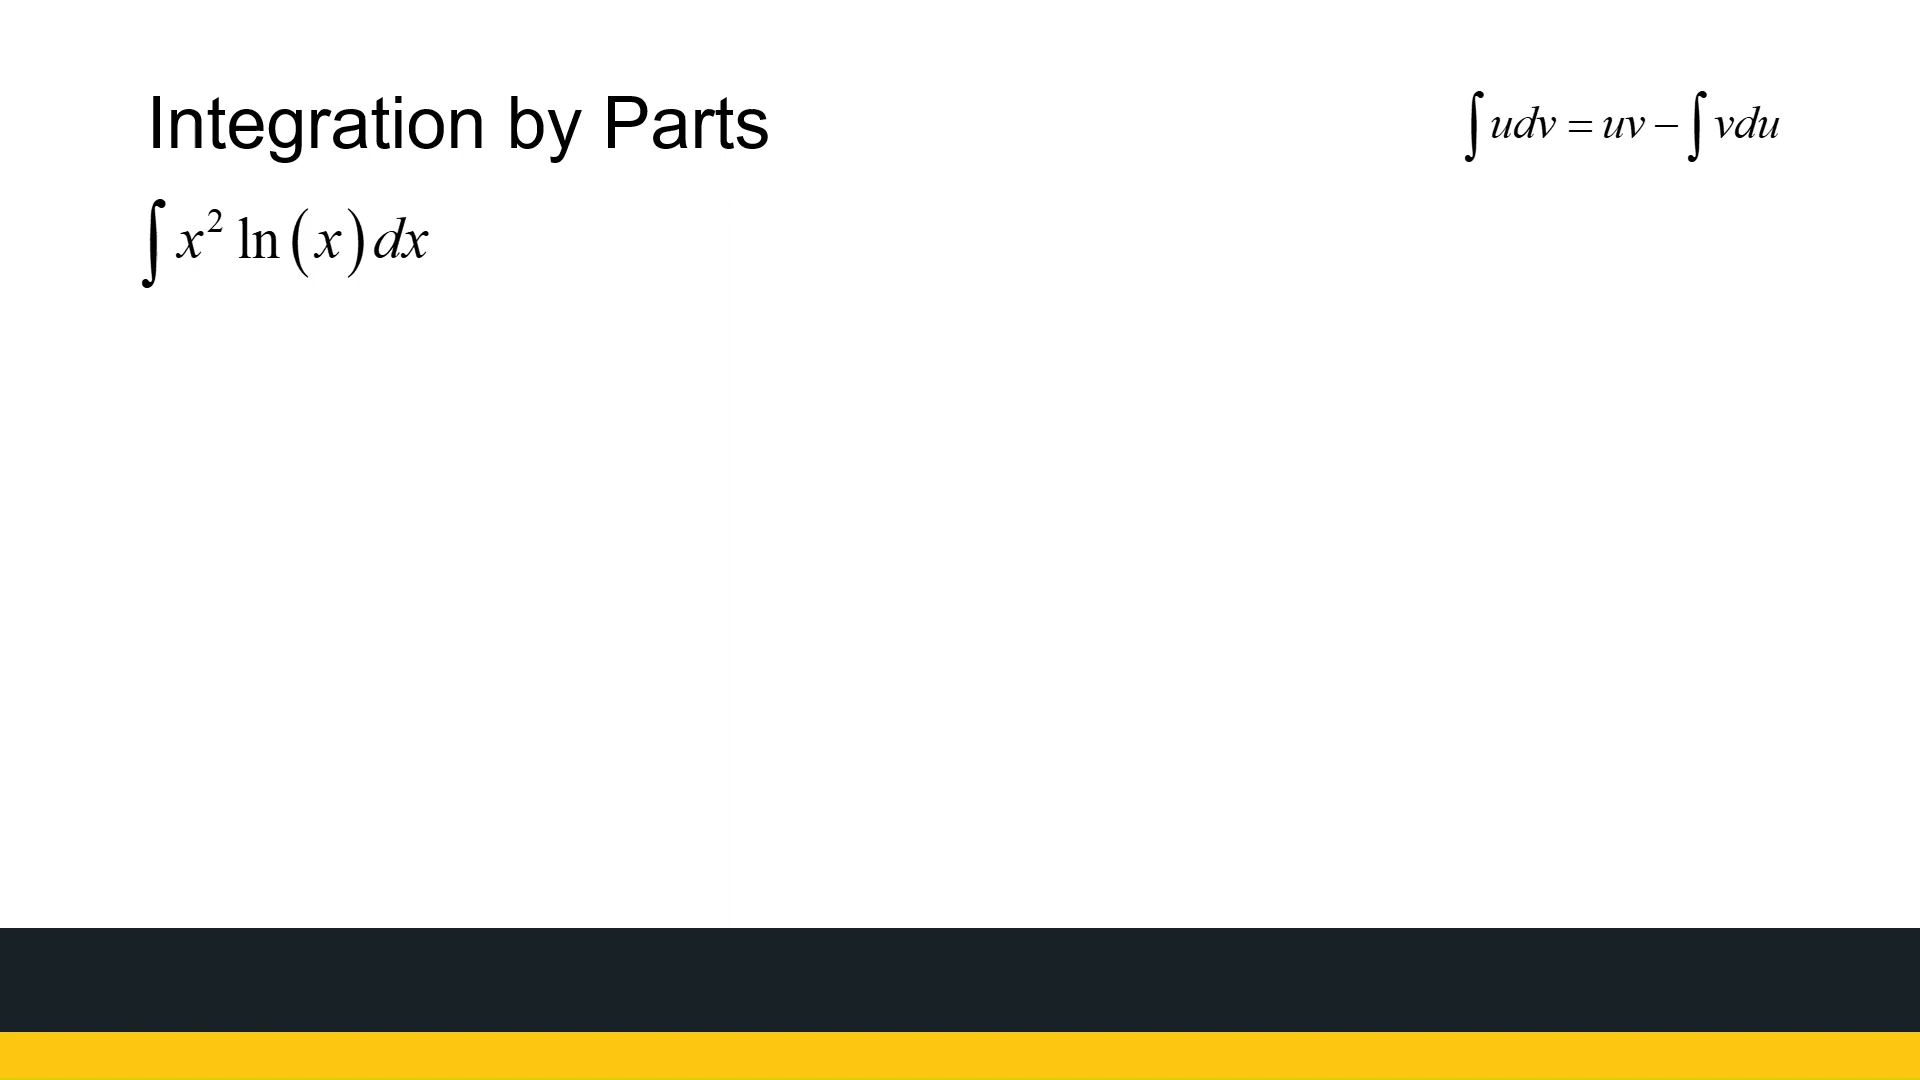 Integration by Parts
∫udv = uv − ∫vdu
∫x² ln(x)dx